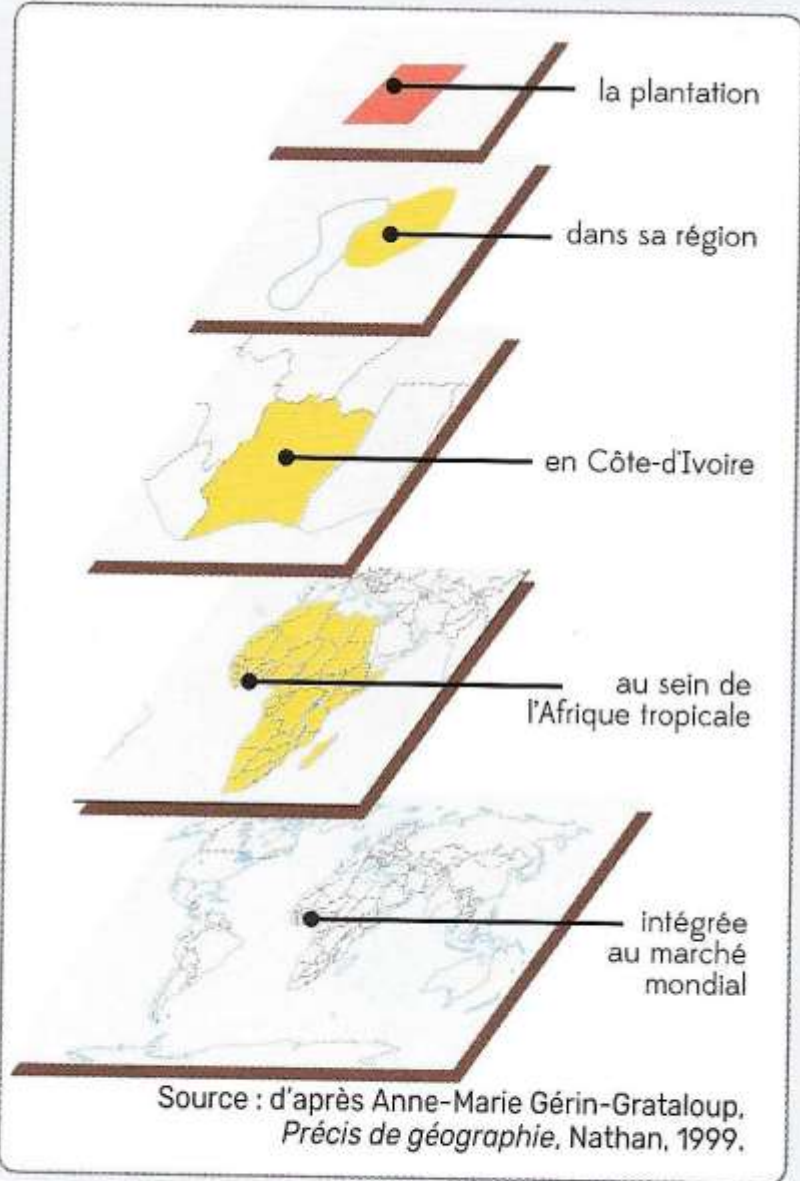 la plantation
dans sa région
en Côte-d'Ivoire
au sein de
l'Afrique tropicale
intégrée
au marché
mondial
Source : d'après Anne-Marie Gérin-Grataloup,
Précis de géographie, Nathan, 1999.